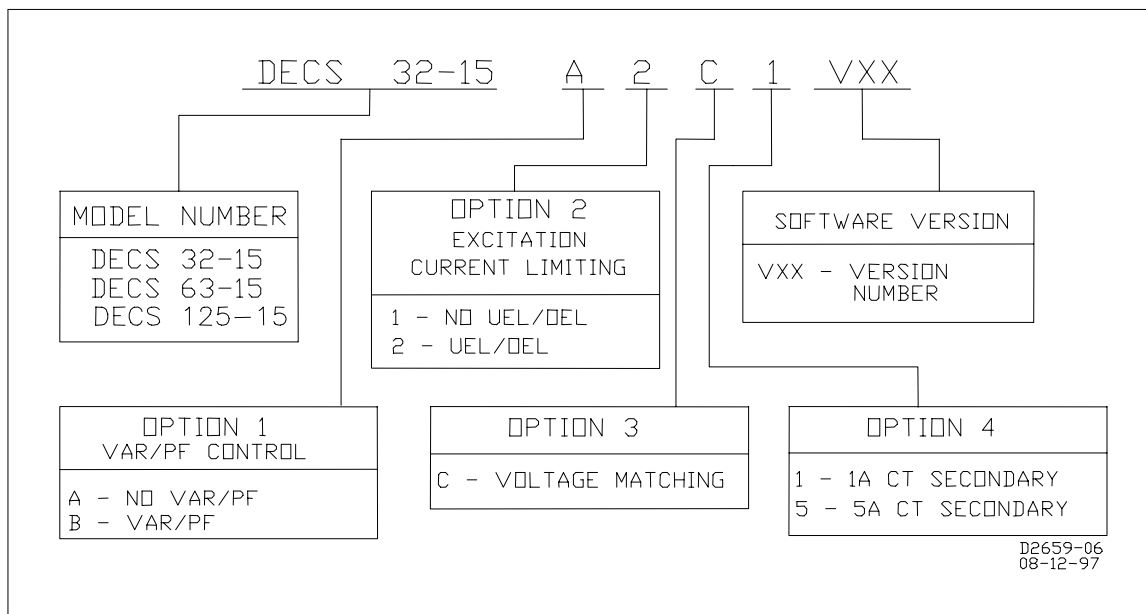 DECS 32-15 A 2 C 1 VXX
MODEL NUMBER
DECS 32-15
DECS 63-15
DECS 125-15
OPTION 2
EXCITATION
CURRENT LIMITING
1 - NO UEL/OEL
2 - UEL/OEL
SOFTWARE VERSION
VXX - VERSION
NUMBER
OPTION 1
VAR/PF CONTROL
A - NO VAR/PF
B - VAR/PF
OPTION 3
C - VOLTAGE MATCHING
OPTION 4
1 - 1A CT SECONDARY
5 - 5A CT SECONDARY
D2659-06
08-12-97